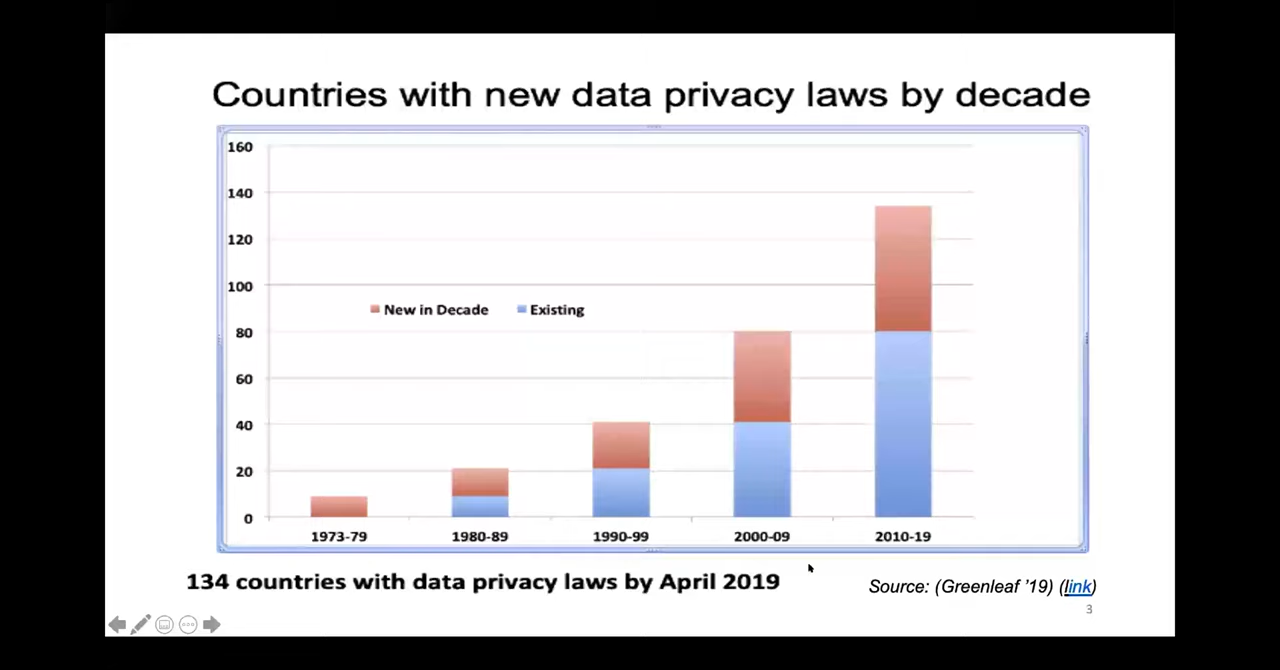 Countries with new data privacy laws by decade
160
140
120
100
80
60
40
20
0
New in Decade Existing
1973-79 1980-89 1990-99 2000-09 2010-19
134 countries with data privacy laws by April 2019
Source: (Greenleaf ’19) (link)
3